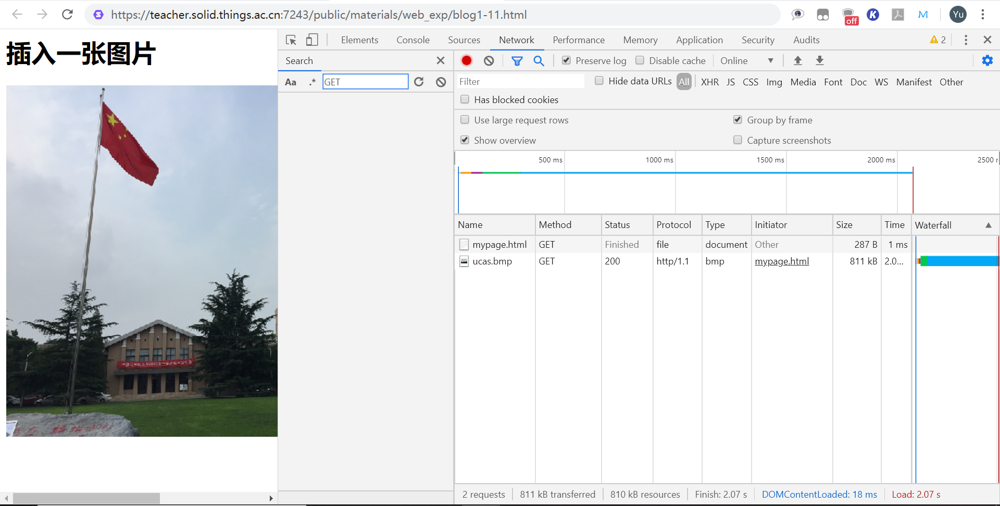 https://teacher.solid.things.ac.cn:7243/public/materials/web_exp/blog1-11.html
off
K
M
Yu
插入一张图片
Elements Console Sources Network Performance Memory Application Security Audits 2
Search
Aa .* GET
Preserve log Disable cache Online
Filter Hide data URLs All XHR JS CSS Img Media Font Doc WS Manifest Other
Has blocked cookies
Use large request rows Group by frame
Show overview Capture screenshots
500 ms 1000 ms 1500 ms 2000 ms 2500
Name Method Status Protocol Type Initiator Size Time Waterfall
mypage.html GET Finished file document Other 287 B 1 ms
ucas.bmp GET 200 http/1.1 bmp mypage.html 811 kB 2.0...
2 requests 811 kB transferred 810 kB resources Finish: 2.07 s DOMContentLoaded: 18 ms Load: 2.07 s